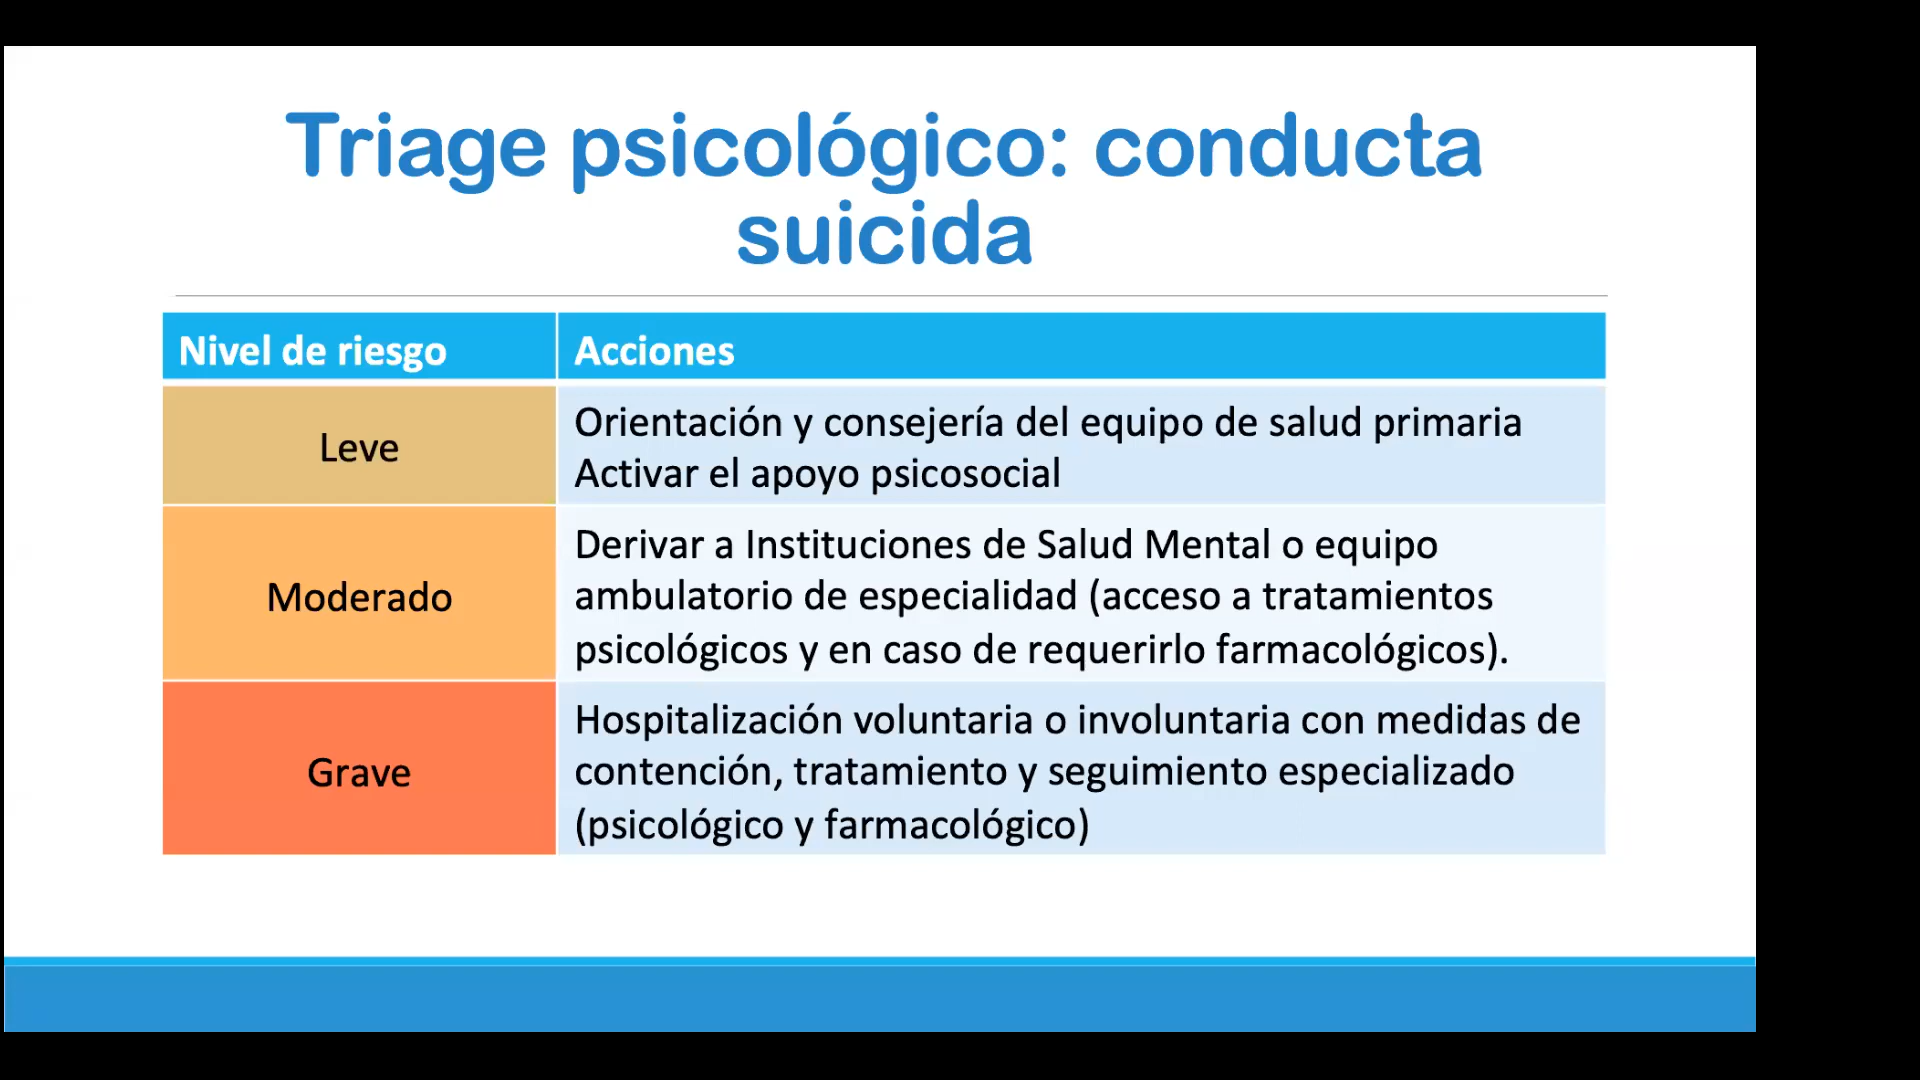 Triage psicológico: conducta
suicida
Nivel de riesgo
Acciones
Leve
Orientación y consejería del equipo de salud primaria
Activar el apoyo psicosocial
Moderado
Derivar a Instituciones de Salud Mental o equipo
ambulatorio de especialidad (acceso a tratamientos
psicológicos y en caso de requerirlo farmacológicos).
Grave
Hospitalización voluntaria o involuntaria con medidas de
contención, tratamiento y seguimiento especializado
(psicológico y farmacológico)